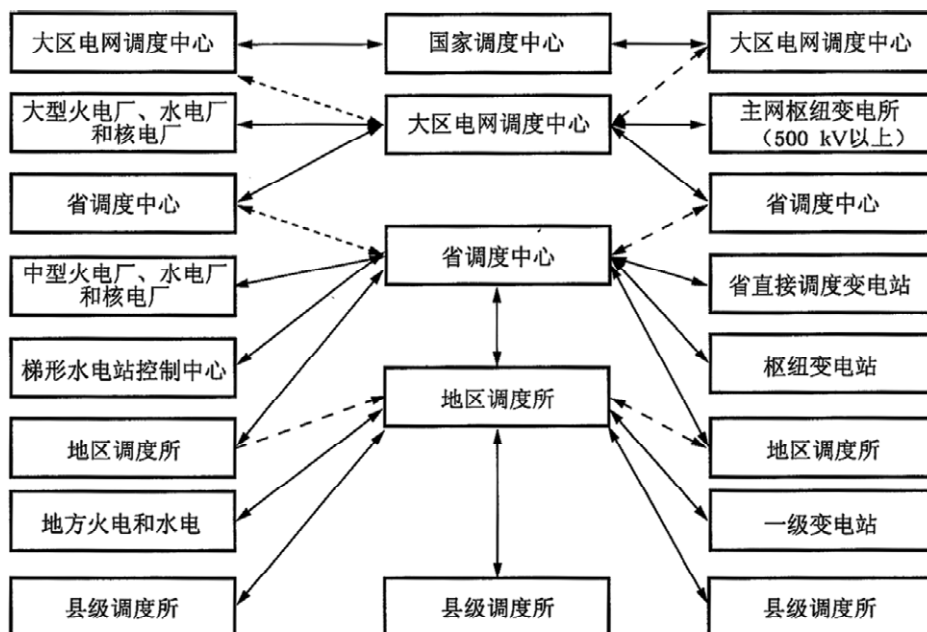 大区电网调度中心
国家调度中心
大区电网调度中心
大型火电厂、水电厂
和核电厂
大区电网调度中心
主网枢纽变电所
（500 kV以上）
省调度中心
省调度中心
省调度中心
中型火电厂、水电厂
和核电厂
省直接调度变电站
梯形水电站控制中心
枢纽变电站
地区调度所
地区调度所
地区调度所
地方火电和水电
一级变电站
县级调度所
县级调度所
县级调度所